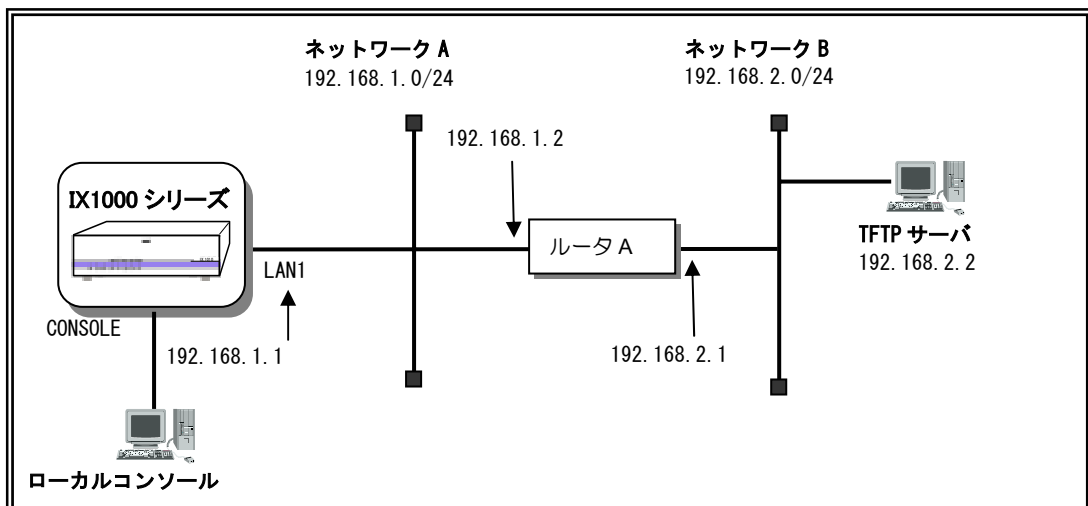 ネットワーク A
192.168.1.0/24
ネットワーク B
192.168.2.0/24
192.168.1.2
IX1000 シリーズ
ルータ A
TFTP サーバ
192.168.2.2
LAN1
CONSOLE
192.168.1.1
192.168.2.1
ローカルコンソール